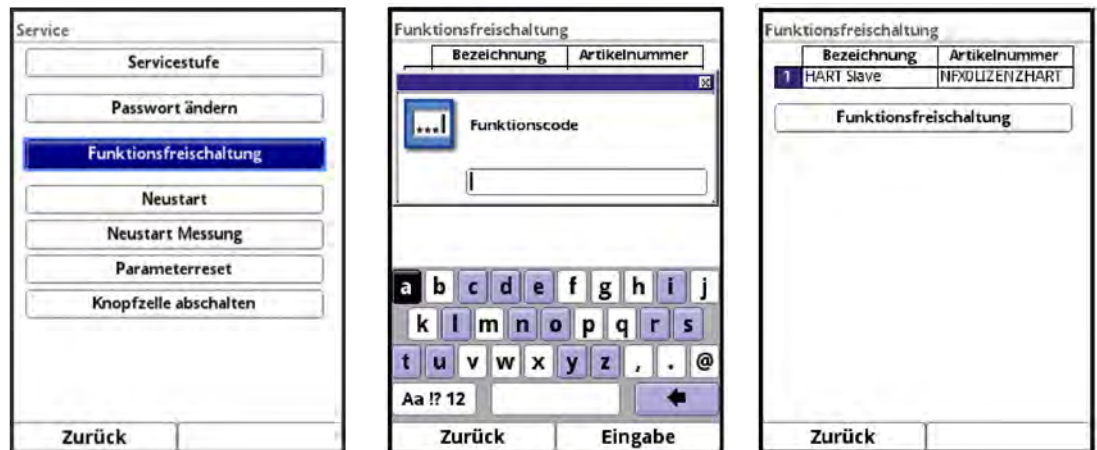 Service
Servicestufe
Passwort ändern
Funktionsfreischaltung
Neustart
Neustart Messung
Parameterreset
Knopfzelle abschalten
Zurück
Funktionsfreischaltung
Bezeichnung Artikelnummer
Funktionscode
...|
a b c d e f g h i j
k l m n o p q r s
t u v w x y z , . @
Aa !? 12
Zurück Eingabe
Funktionsfreischaltung
Bezeichnung Artikelnummer
1 HART Slave NFX0LIZENZHART
Funktionsfreischaltung
Zurück